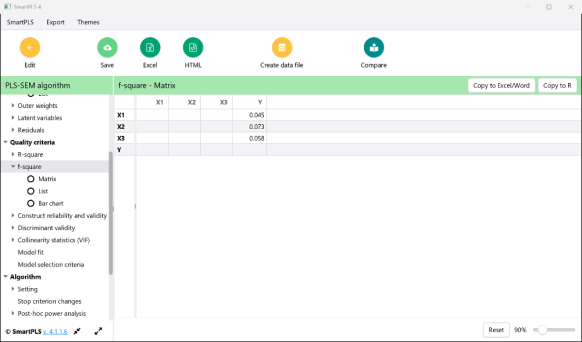 SmartPLS 4
SmartPLS Export Themes
Edit Save Excel HTML Create data file Compare
PLS-SEM algorithm
f-square - Matrix
Copy to Excel/Word Copy to R
Outer weights
Latent variables
Residuals
Quality criteria
R-square
f-square
Matrix
List
Bar chart
Construct reliability and validity
Discriminant validity
Collinearity statistics (VIF)
Model fit
Model selection criteria
Algorithm
Setting
Stop criterion changes
Post-hoc power analysis
© SmartPLS v. 4.1.1.6
X1 X2 X3 Y
X1 0.045
X2 0.073
X3 0.058
Y
Reset 90%